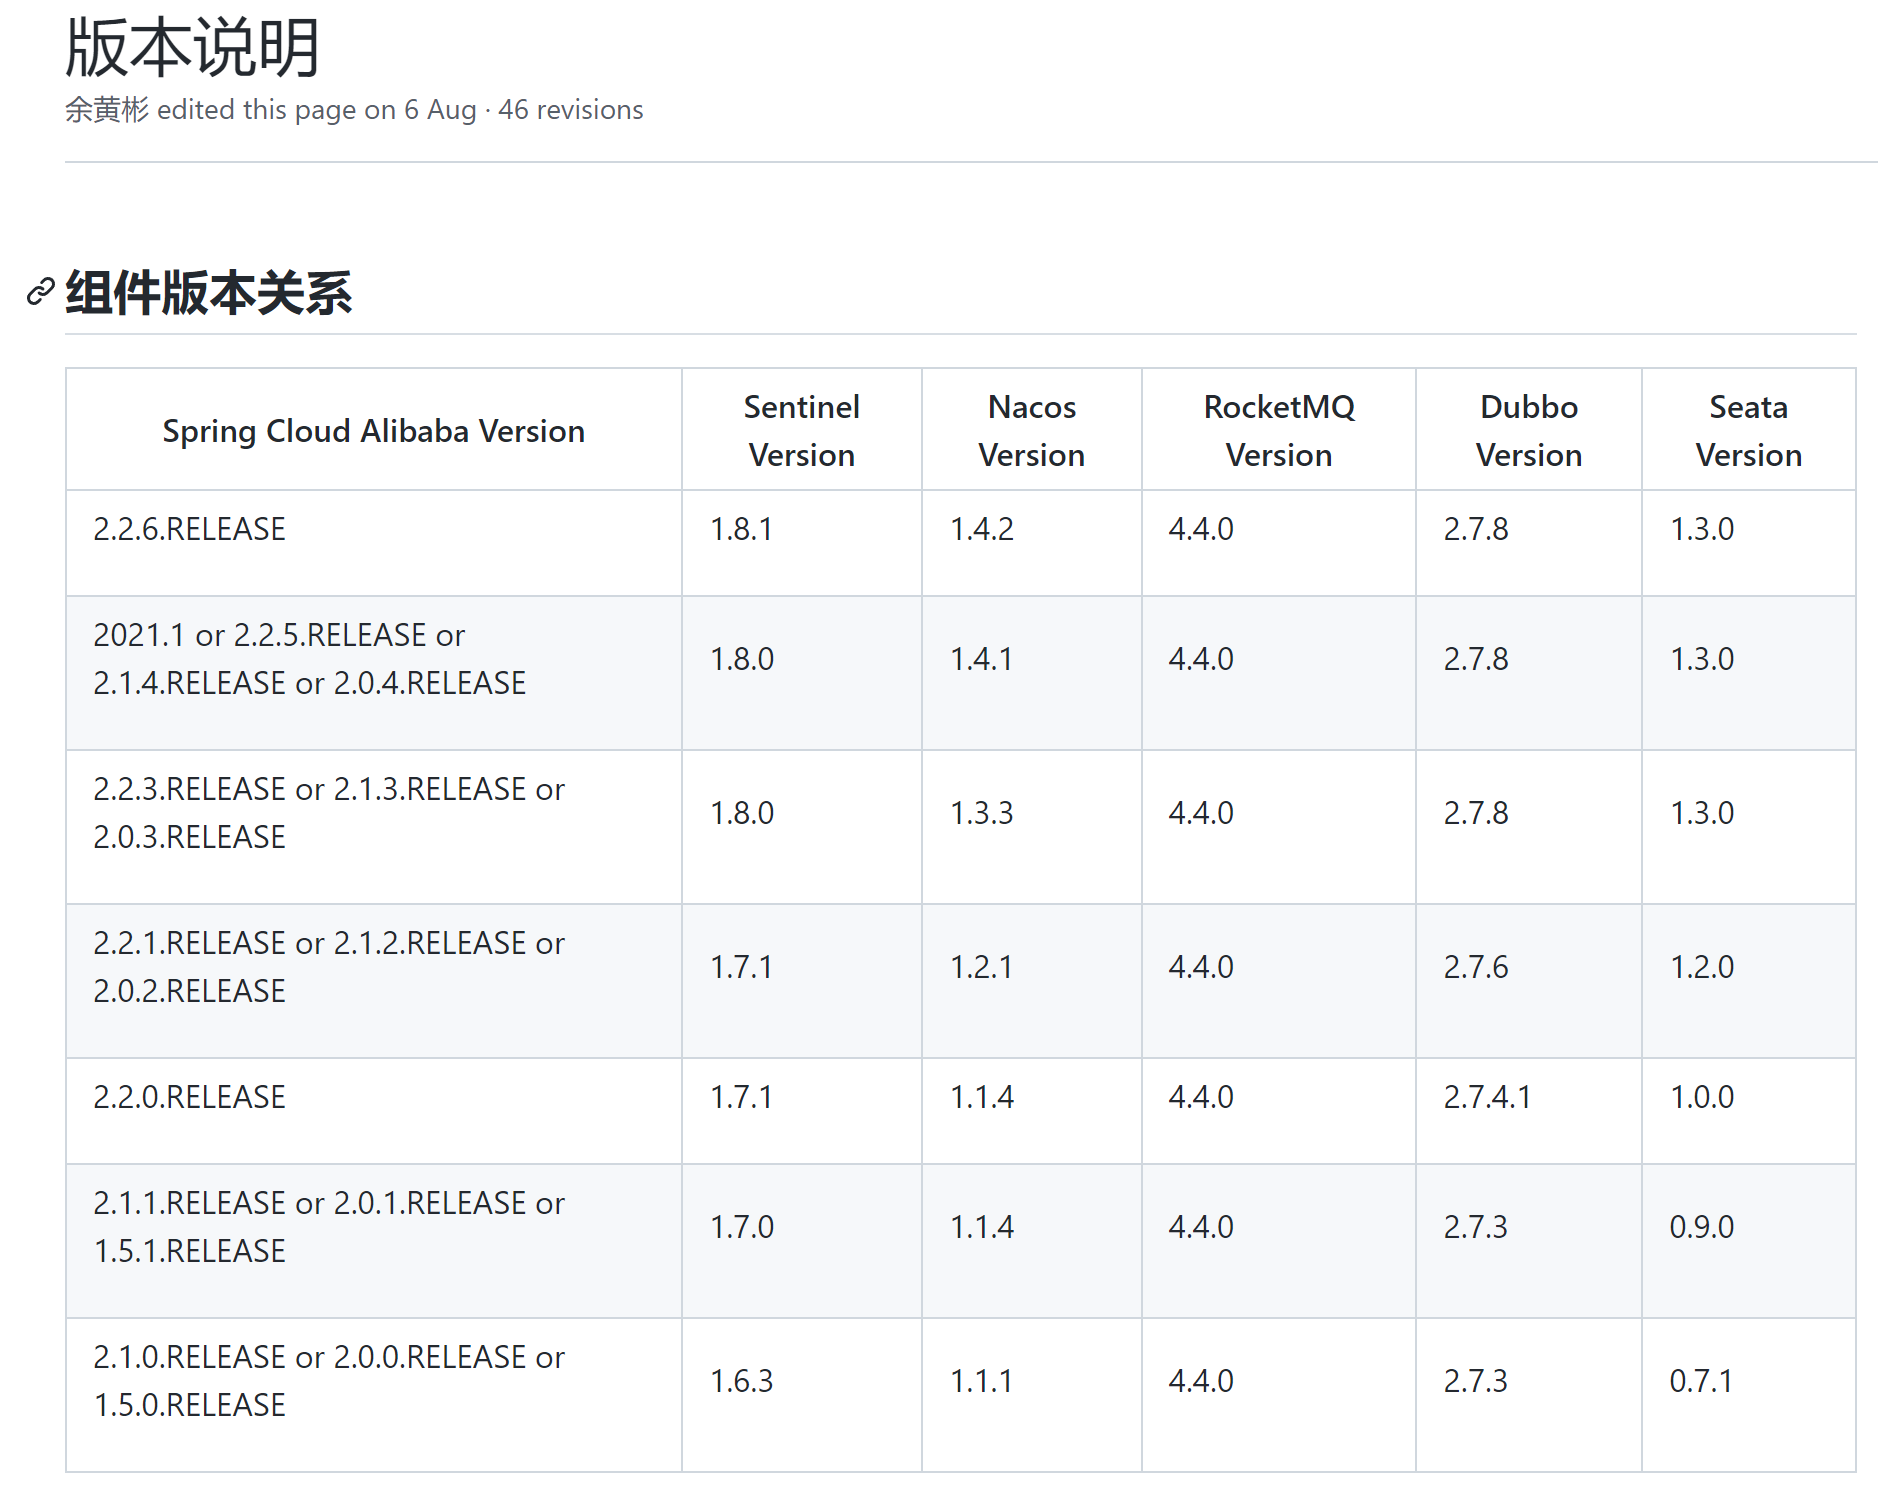 版本说明
余黄彬 edited this page on 6 Aug · 46 revisions
组件版本关系
Spring Cloud Alibaba Version
Sentinel
Version
Nacos
Version
RocketMQ
Version
Dubbo
Version
Seata
Version
2.2.6.RELEASE
1.8.1
1.4.2
4.4.0
2.7.8
1.3.0
2021.1 or 2.2.5.RELEASE or
2.1.4.RELEASE or 2.0.4.RELEASE
1.8.0
1.4.1
4.4.0
2.7.8
1.3.0
2.2.3.RELEASE or 2.1.3.RELEASE or
2.0.3.RELEASE
1.8.0
1.3.3
4.4.0
2.7.8
1.3.0
2.2.1.RELEASE or 2.1.2.RELEASE or
2.0.2.RELEASE
1.7.1
1.2.1
4.4.0
2.7.6
1.2.0
2.2.0.RELEASE
1.7.1
1.1.4
4.4.0
2.7.4.1
1.0.0
2.1.1.RELEASE or 2.0.1.RELEASE or
1.5.1.RELEASE
1.7.0
1.1.4
4.4.0
2.7.3
0.9.0
2.1.0.RELEASE or 2.0.0.RELEASE or
1.5.0.RELEASE
1.6.3
1.1.1
4.4.0
2.7.3
0.7.1